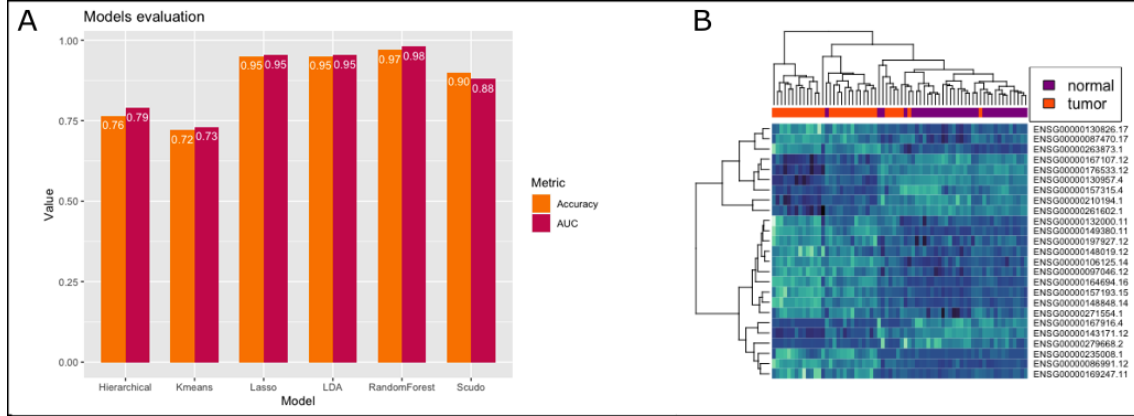 A
Models evaluation
1.00
0.75
0.50
0.25
0.00
Value
0.76
0.79
0.72
0.73
0.95
0.95
0.95
0.95
0.97
0.98
0.90
0.88
Hierarchical
Kmeans
Lasso
LDA
RandomForest
Scudo
Model
Metric
Accuracy
AUC
B
normal
tumor
ENSG00000130826.17
ENSG00000087470.17
ENSG00000263873.1
ENSG00000167107.12
ENSG00000176533.12
ENSG00000130957.4
ENSG00000157315.4
ENSG00000210194.1
ENSG00000261602.1
ENSG00000132000.11
ENSG00000149380.11
ENSG00000197927.12
ENSG00000148019.12
ENSG00000106125.14
ENSG00000097046.12
ENSG00000164694.16
ENSG00000157193.15
ENSG00000148848.14
ENSG00000271554.1
ENSG00000167916.4
ENSG00000143171.12
ENSG00000279668.2
ENSG00000235008.1
ENSG00000086991.12
ENSG00000169247.11